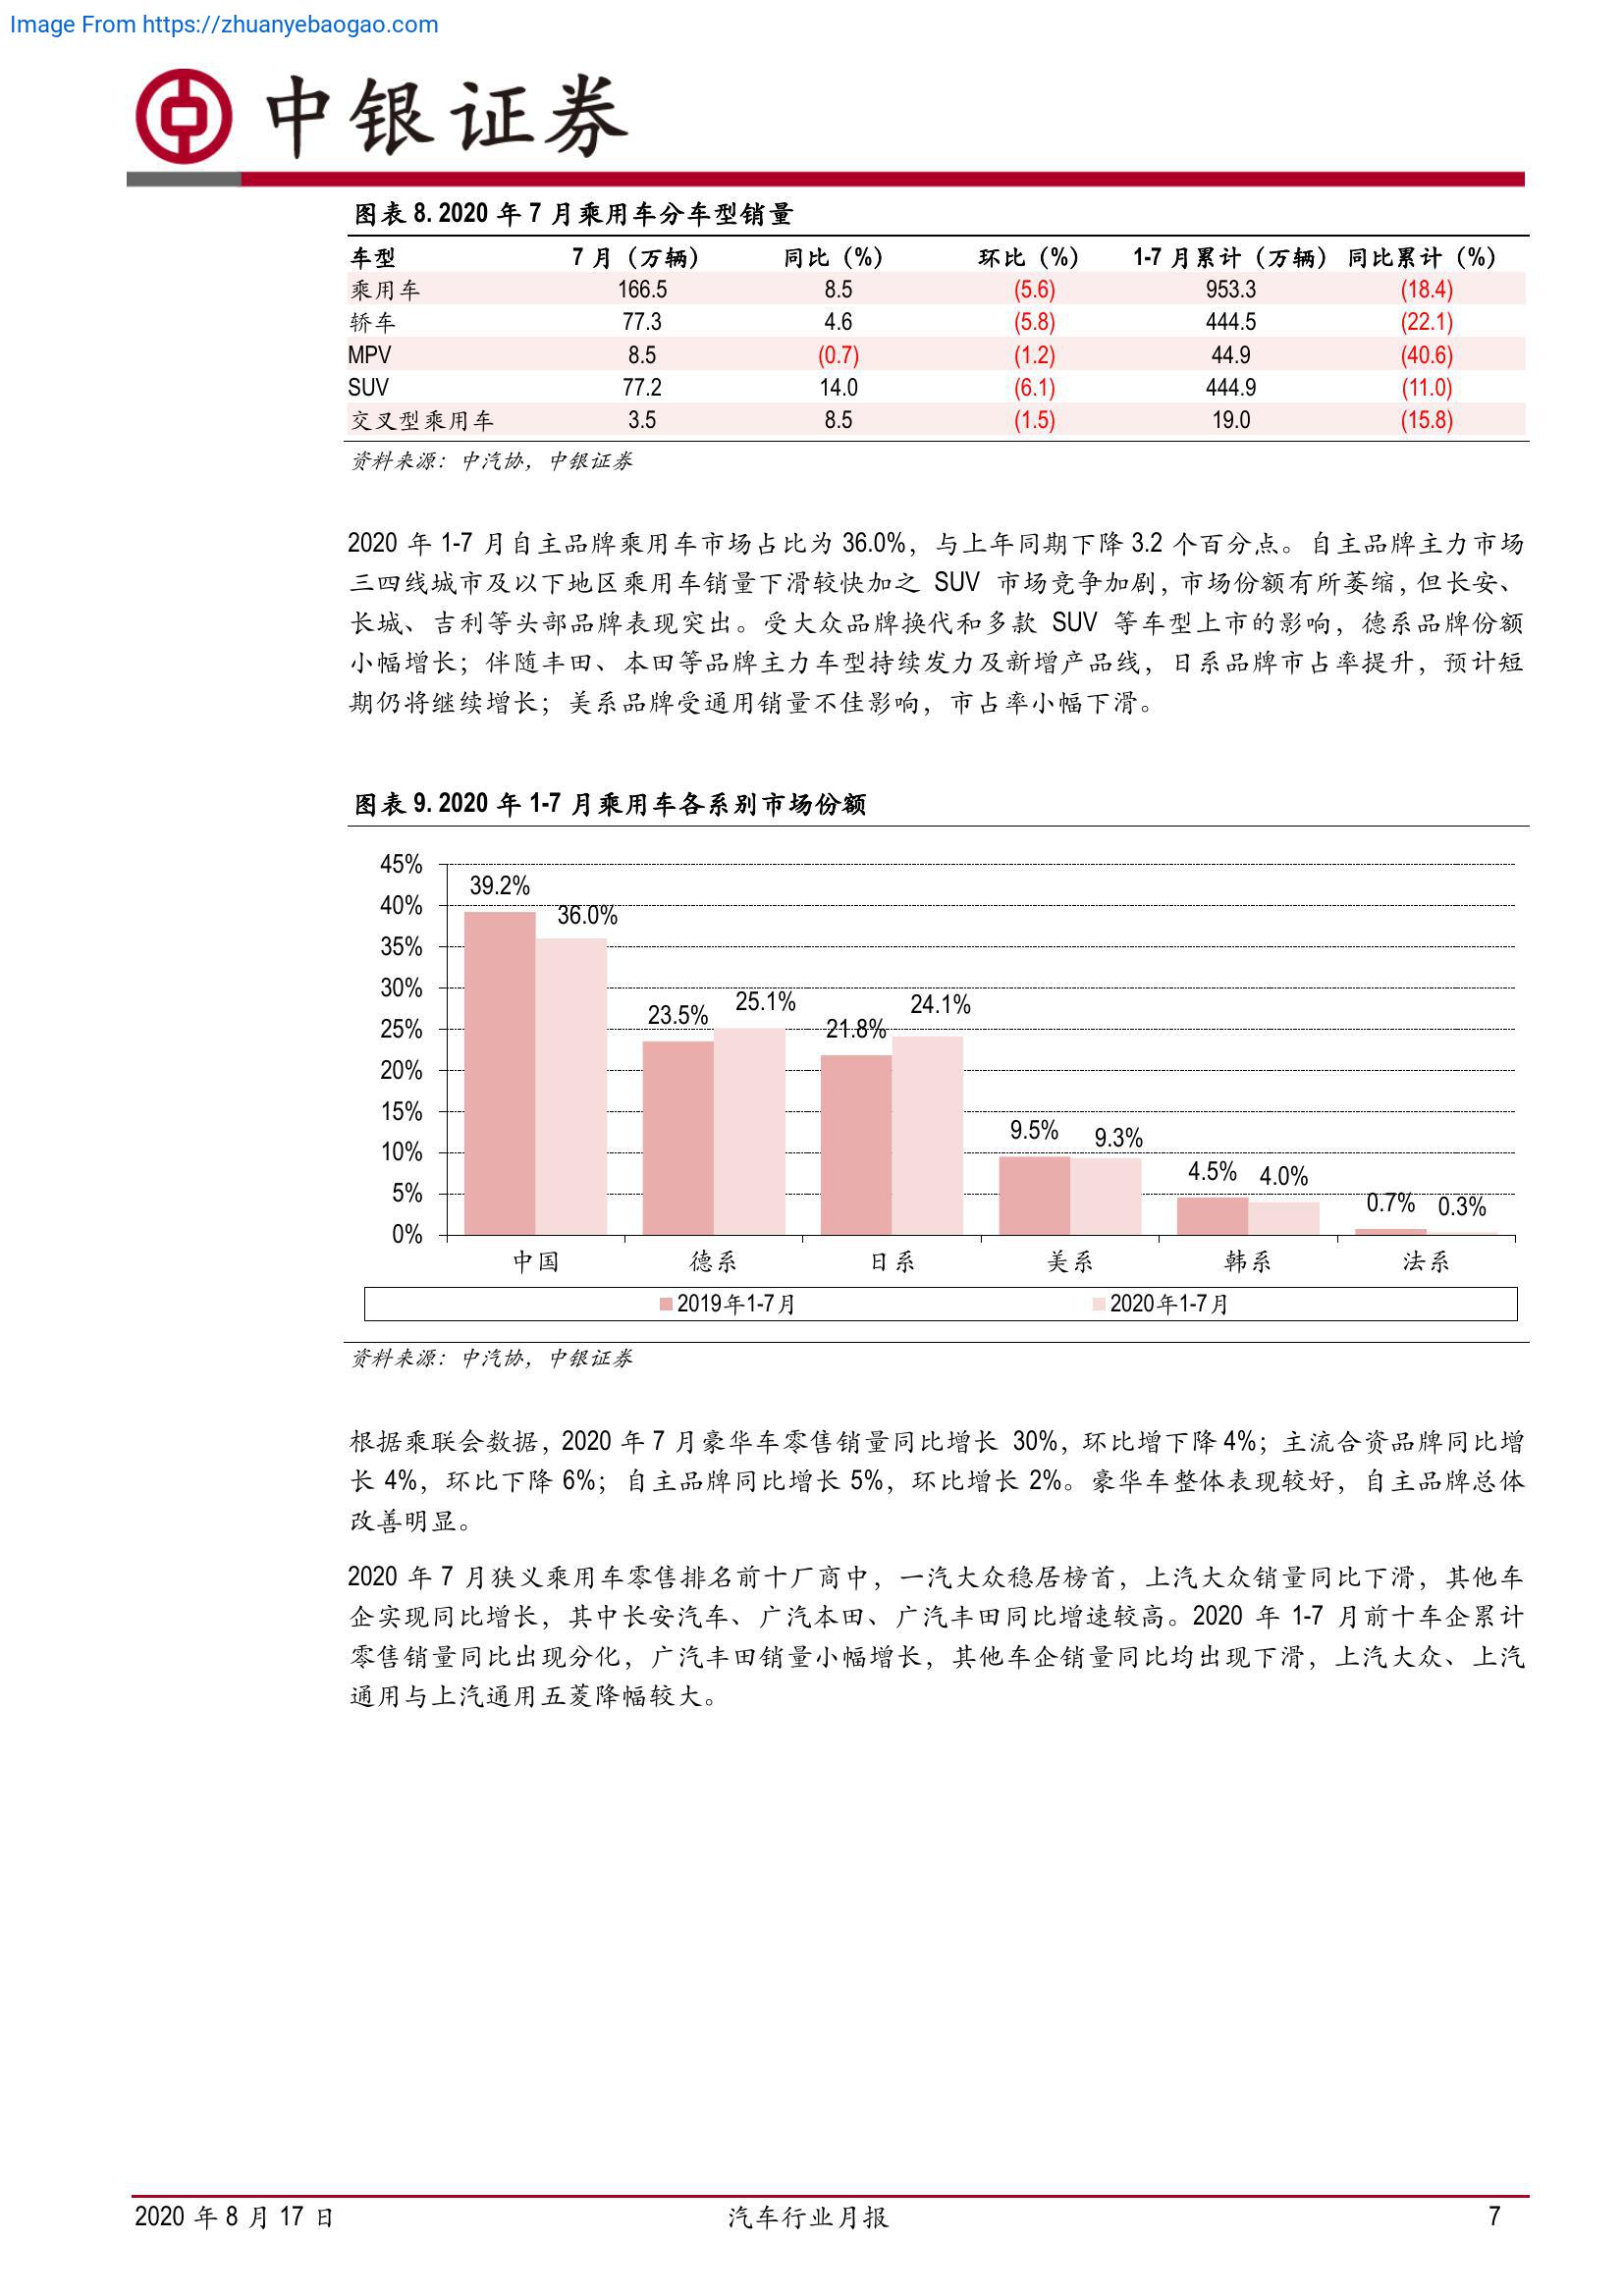 Image From https://zhuanyebaogao.com
中银证券
图表 8. 2020 年 7 月乘用车分车型销量
车型 7 月（万辆） 同比（%） 环比（%） 1-7 月累计（万辆） 同比累计（%）
乘用车 166.5 8.5 (5.6) 953.3 (18.4)
轿车 77.3 4.6 (5.8) 444.5 (22.1)
MPV 8.5 (0.7) (1.2) 44.9 (40.6)
SUV 77.2 14.0 (6.1) 444.9 (11.0)
交叉型乘用车 3.5 8.5 (1.5) 19.0 (15.8)
资料来源：中汽协，中银证券
2020 年 1-7 月自主品牌乘用车市场占比为 36.0%，与上年同期下降 3.2 个百分点。自主品牌主力市场
三四线城市及以下地区乘用车销量下滑较快加之 SUV 市场竞争加剧，市场份额有所萎缩，但长安、
长城、吉利等头部品牌表现突出。受大众品牌换代和多款 SUV 等车型上市的影响，德系品牌份额
小幅增长；伴随丰田、本田等品牌主力车型持续发力及新增产品线，日系品牌市占率提升，预计短
期仍将继续增长；美系品牌受通用销量不佳影响，市占率小幅下滑。
图表 9. 2020 年 1-7 月乘用车各系别市场份额
45%
40%
35%
30%
25%
20%
15%
10%
5%
0%
39.2% 36.0%
23.5% 25.1%
21.8% 24.1%
9.5% 9.3%
4.5% 4.0%
0.7% 0.3%
中国 德系 日系 美系 韩系 法系
2019年1-7月 2020年1-7月
资料来源：中汽协，中银证券
根据乘联会数据，2020 年 7 月豪华车零售销量同比增长 30%，环比增下降 4%；主流合资品牌同比增
长 4%，环比下降 6%；自主品牌同比增长 5%，环比增长 2%。豪华车整体表现较好，自主品牌总体
改善明显。
2020 年 7 月狭义乘用车零售排名前十厂商中，一汽大众稳居榜首，上汽大众销量同比下滑，其他车
企实现同比增长，其中长安汽车、广汽本田、广汽丰田同比增速较高。2020 年 1-7 月前十车企累计
零售销量同比出现分化，广汽丰田销量小幅增长，其他车企销量同比均出现下滑，上汽大众、上汽
通用与上汽通用五菱降幅较大。
2020 年 8 月 17 日 汽车行业月报 7